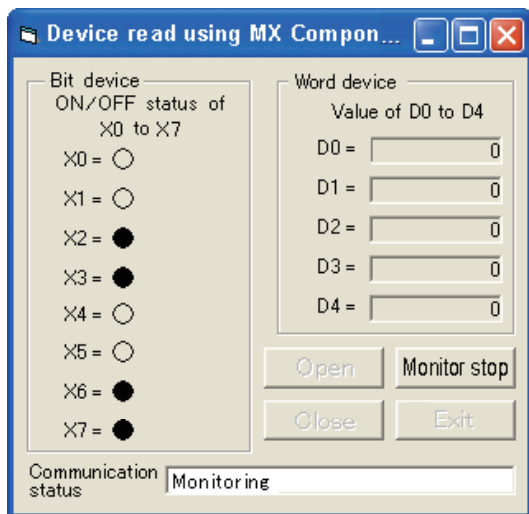 Device read using MX Compon...
Bit device
ON/OFF status of
X0 to X7
X0 =
X1 =
X2 =
X3 =
X4 =
X5 =
X6 =
X7 =
Word device
Value of D0 to D4
D0 = 0
D1 = 0
D2 = 0
D3 = 0
D4 = 0
Open
Monitor stop
Close
Exit
Communication
status
Monitoring